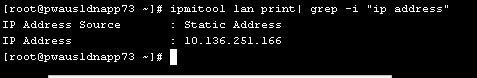 [root@pwausldnapp73 ~]# ipmitool lan print| grep -i "ip address"
IP Address Source       : Static Address
IP Address              : 10.136.251.166
[root@pwausldnapp73 ~]#